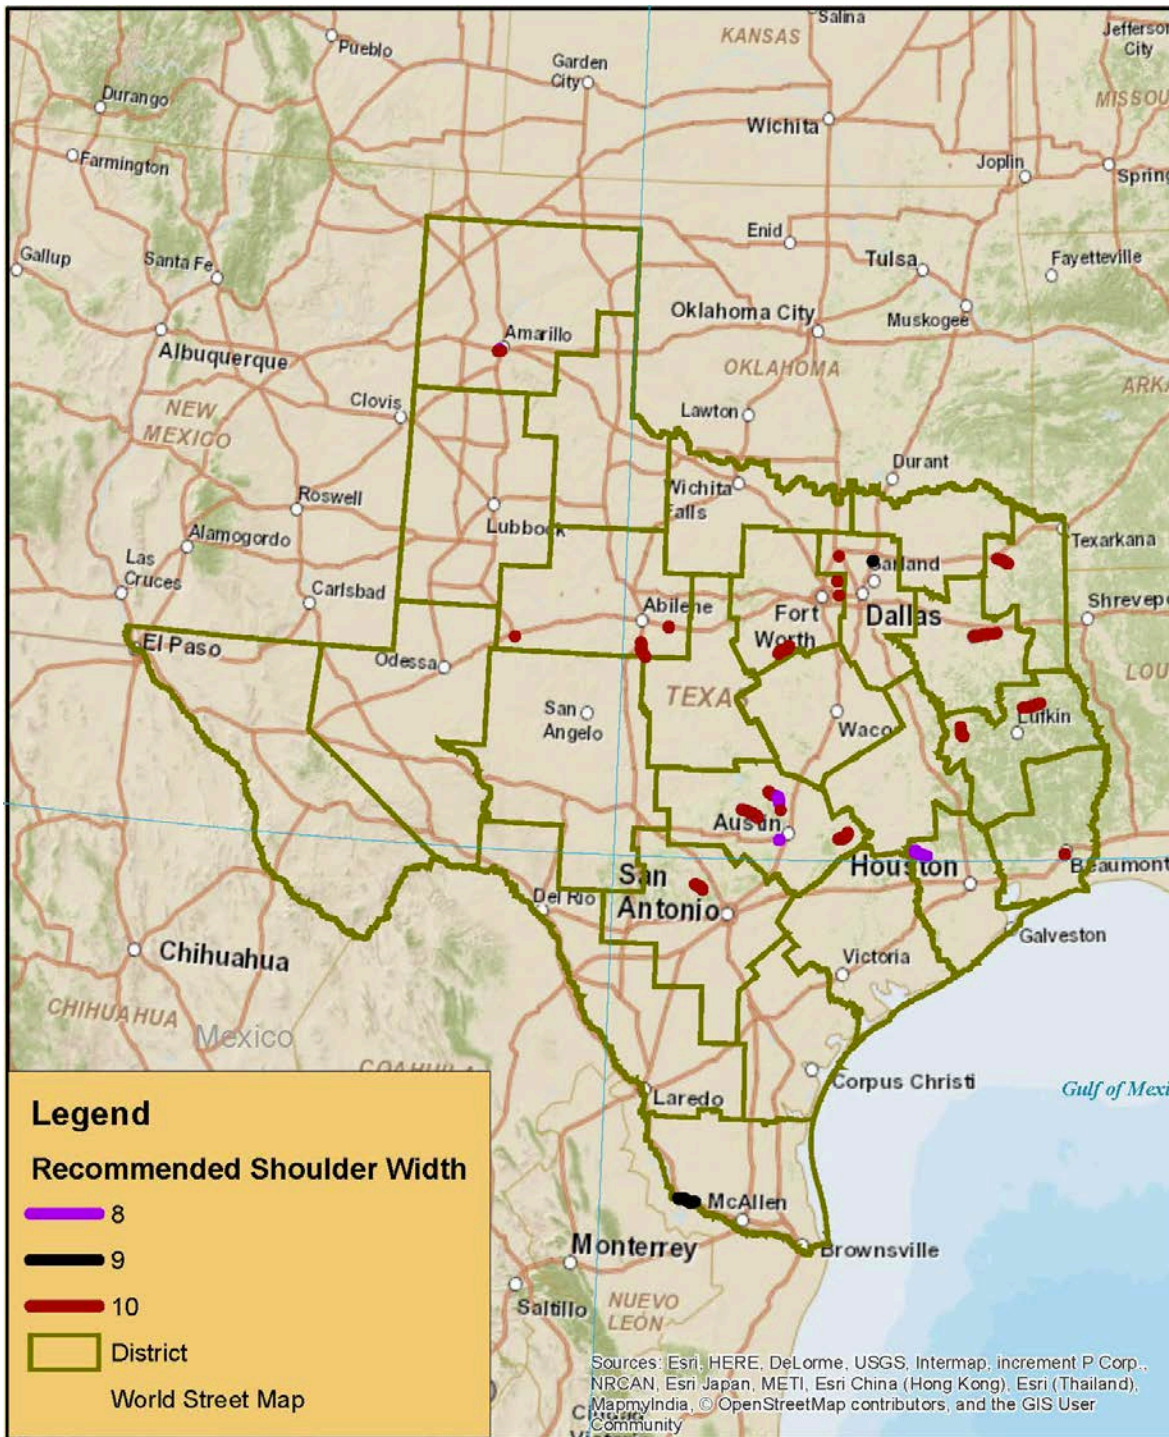 Salina
KANSAS
Jefferson
City
Pueblo
Garden
City
Durango
MISSOU
Wichita
Farmington
Joplin
Spring
Enid
Gallup
Santa Fe
Tulsa
Fayetteville
Oklahoma City
Muskogee
Amarillo
Albuquerque
OKLAHOMA
ARK
Clovis
Lawton
NEW
MEXICO
Durant
Wichita
Falls
Roswell
Lubbock
Alamogordo
Texarkana
Las
Cruces
Garland
Carlsbad
Abilene
Fort
Worth
Dallas
Shrevepo
El Paso
Odessa
TEXAS
LOU
San
Angelo
Waco
Lufkin
Austin
Houston
Beaumont
San
Antonio
Del Rio
Galveston
Chihuahua
Victoria
CHIHUAHUA
Mexico
COAHUILA
Corpus Christi
Gulf of Mexi
Laredo
Legend
Recommended Shoulder Width
8
9
10
District
World Street Map
McAllen
Monterrey
Brownsville
Saltillo
NUEVO
LEÓN
Sources: Esri, HERE, DeLorme, USGS, Intermap, increment P Corp.,
NRCAN, Esri Japan, METI, Esri China (Hong Kong), Esri (Thailand),
MapmyIndia, © OpenStreetMap contributors, and the GIS User
Community